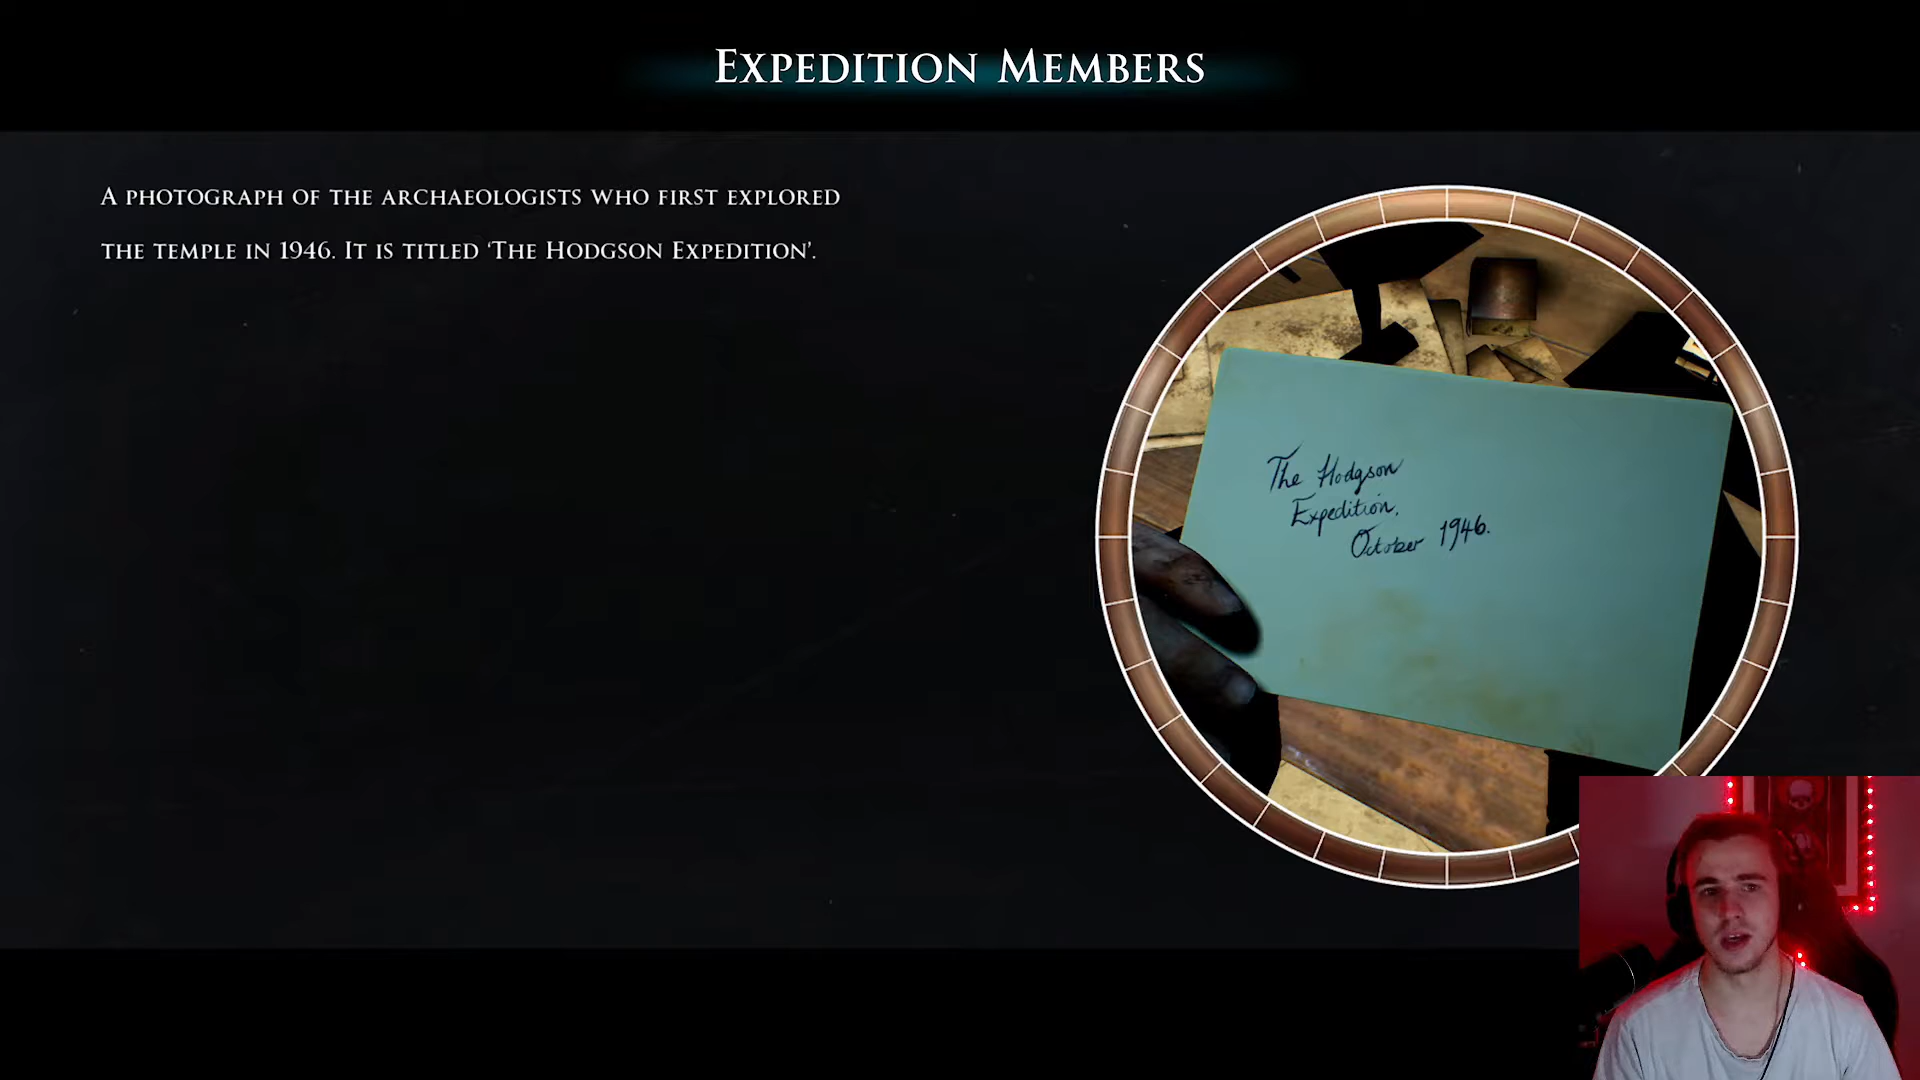 EXPEDITION MEMBERS
A PHOTOGRAPH OF THE ARCHAEOLOGISTS WHO FIRST EXPLORED
THE TEMPLE IN 1946. IT IS TITLED ‘THE HODGSON EXPEDITION’.
The Hodgson
Expedition,
October 1946.